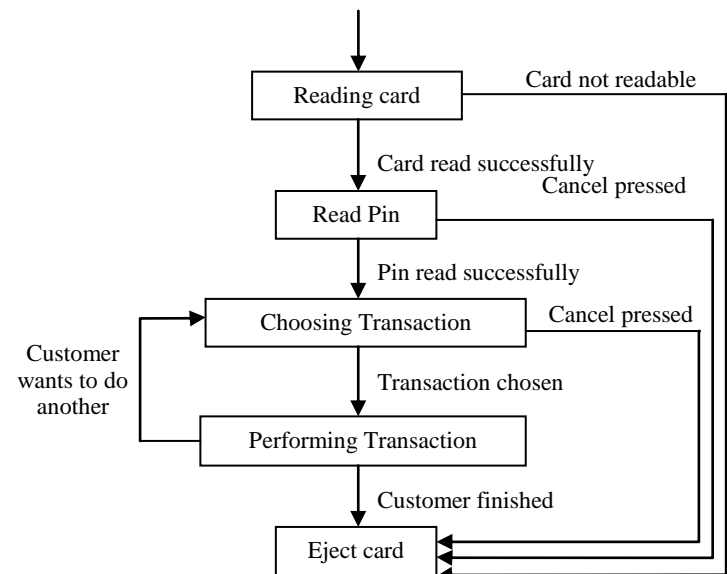 Reading card
Card not readable
Card read successfully
Cancel pressed
Read Pin
Pin read successfully
Choosing Transaction
Cancel pressed
Customer
wants to do
another
Transaction chosen
Performing Transaction
Customer finished
Eject card